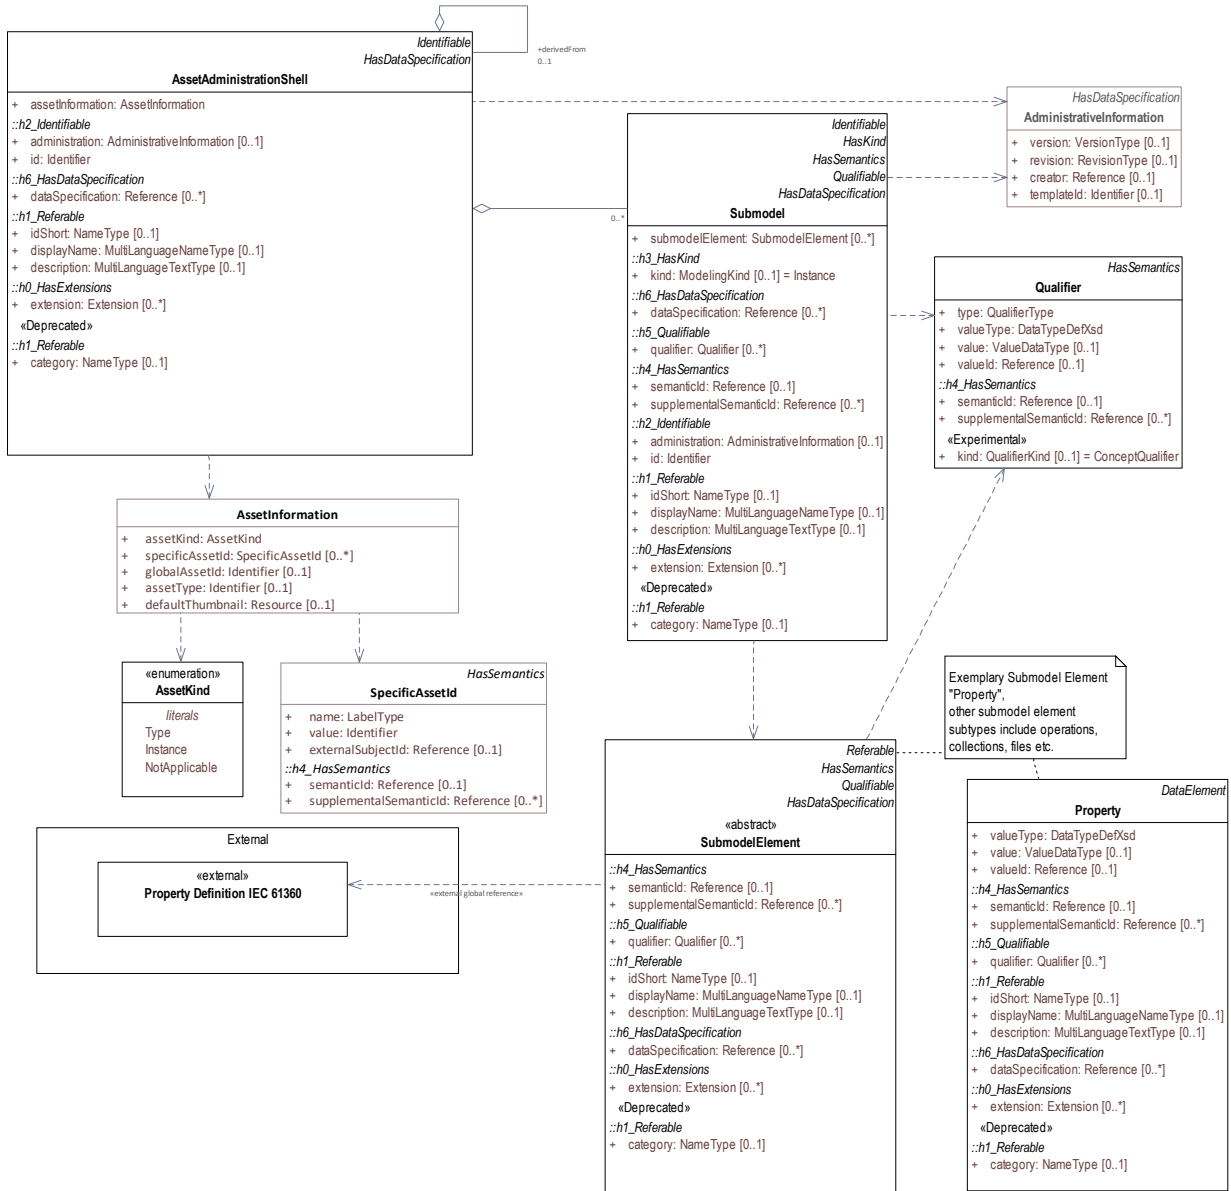 Identifiable
HasDataSpecification
AssetAdministrationShell
+ assetInformation: AssetInformation
::h2_Identifiable
+ administration: AdministrativeInformation [0..1]
+ id: Identifier
::h6_HasDataSpecification
+ dataSpecification: Reference [0..*]
::h1_Referable
+ idShort: NameType [0..1]
+ displayName: MultiLanguageNameType [0..1]
+ description: MultiLanguageTextType [0..1]
::h0_HasExtensions
+ extension: Extension [0..*]
«Deprecated»
::h1_Referable
+ category: NameType [0..1]
+derivedFrom
0..1
0..*
Identifiable
HasKind
HasSemantics
Qualifiable
HasDataSpecification
Submodel
+ submodelElement: SubmodelElement [0..*]
::h3_HasKind
+ kind: ModelingKind [0..1] = Instance
::h6_HasDataSpecification
+ dataSpecification: Reference [0..*]
::h5_Qualifiable
+ qualifier: Qualifier [0..*]
::h4_HasSemantics
+ semanticId: Reference [0..1]
+ supplementalSemanticId: Reference [0..*]
::h2_Identifiable
+ administration: AdministrativeInformation [0..1]
+ id: Identifier
::h1_Referable
+ idShort: NameType [0..1]
+ displayName: MultiLanguageNameType [0..1]
+ description: MultiLanguageTextType [0..1]
::h0_HasExtensions
+ extension: Extension [0..*]
«Deprecated»
::h1_Referable
+ category: NameType [0..1]
HasDataSpecification
AdministrativeInformation
+ version: VersionType [0..1]
+ revision: RevisionType [0..1]
+ creator: Reference [0..1]
+ templateId: Identifier [0..1]
HasSemantics
Qualifier
+ type: QualifierType
+ valueType: DataTypeDefXsd
+ value: ValueDataType [0..1]
+ valueId: Reference [0..1]
::h4_HasSemantics
+ semanticId: Reference [0..1]
+ supplementalSemanticId: Reference [0..*]
«Experimental»
+ kind: QualifierKind [0..1] = ConceptQualifier
AssetInformation
+ assetKind: AssetKind
+ specificAssetId: SpecificAssetId [0..*]
+ globalAssetId: Identifier [0..1]
+ assetType: Identifier [0..1]
+ defaultThumbnail: Resource [0..1]
«enumeration»
AssetKind
literals
Type
Instance
NotApplicable
HasSemantics
SpecificAssetId
+ name: LabelType
+ value: Identifier
+ externalSubjectId: Reference [0..1]
::h4_HasSemantics
+ semanticId: Reference [0..1]
+ supplementalSemanticId: Reference [0..*]
External
«external»
Property Definition IEC 61360
«external global reference»
Referable
HasSemantics
Qualifiable
HasDataSpecification
«abstract»
SubmodelElement
::h4_HasSemantics
+ semanticId: Reference [0..1]
+ supplementalSemanticId: Reference [0..*]
::h5_Qualifiable
+ qualifier: Qualifier [0..*]
::h1_Referable
+ idShort: NameType [0..1]
+ displayName: MultiLanguageNameType [0..1]
+ description: MultiLanguageTextType [0..1]
::h6_HasDataSpecification
+ dataSpecification: Reference [0..*]
::h0_HasExtensions
+ extension: Extension [0..*]
«Deprecated»
::h1_Referable
+ category: NameType [0..1]
Exemplary Submodel Element
"Property",
other submodel element
subtypes include operations,
collections, files etc.
DataElement
Property
+ valueType: DataTypeDefXsd
+ value: ValueDataType [0..1]
+ valueId: Reference [0..1]
::h4_HasSemantics
+ semanticId: Reference [0..1]
+ supplementalSemanticId: Reference [0..*]
::h5_Qualifiable
+ qualifier: Qualifier [0..*]
::h1_Referable
+ idShort: NameType [0..1]
+ displayName: MultiLanguageNameType [0..1]
+ description: MultiLanguageTextType [0..1]
::h6_HasDataSpecification
+ dataSpecification: Reference [0..*]
::h0_HasExtensions
+ extension: Extension [0..*]
«Deprecated»
::h1_Referable
+ category: NameType [0..1]